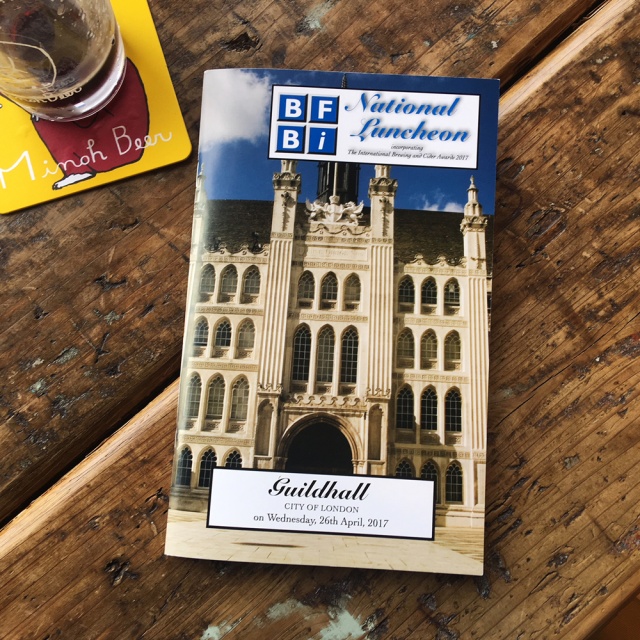 BF
Bi
National
Luncheon
incorporating
The International Brewing and Cider Awards 2017
Guildhall
CITY OF LONDON
on Wednesday, 26th April, 2017
Minoh Beer